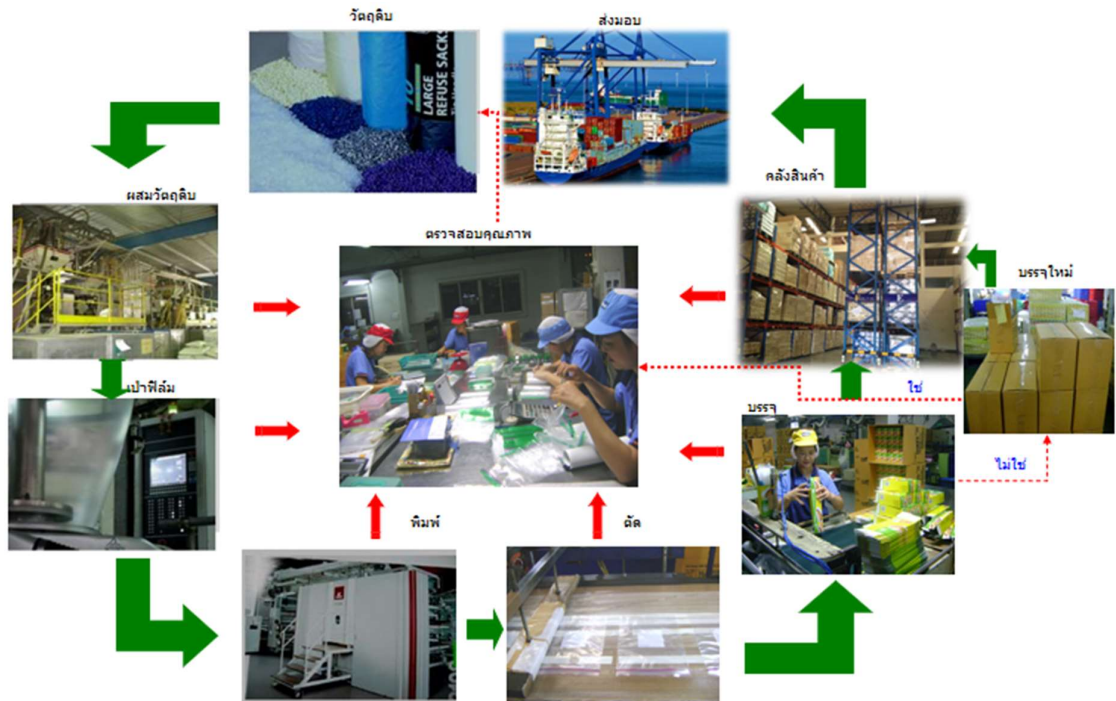 วัตถุดิบ
ส่งมอบ
LARGE
REFUSE SACKS
ผสมวัตถุดิบ
คลังสินค้า
ตรวจสอบคุณภาพ
บรรจุใหม่
เป่าฟิล์ม
ใช่
บรรจุ
ไม่ใช่
พิมพ์
ตัด